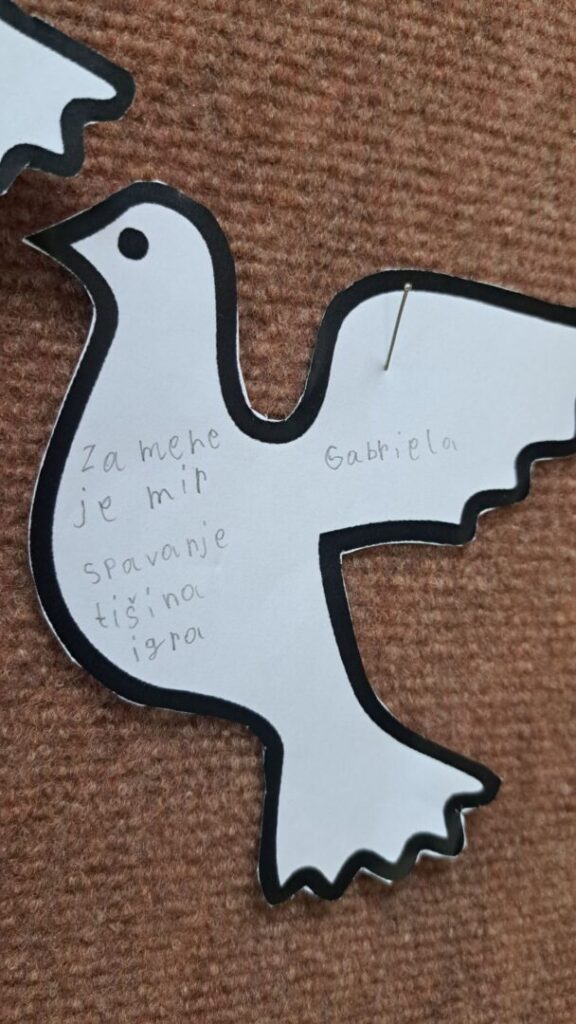 Za mene
je mir
spavanje
tišina
igra
Gabriela